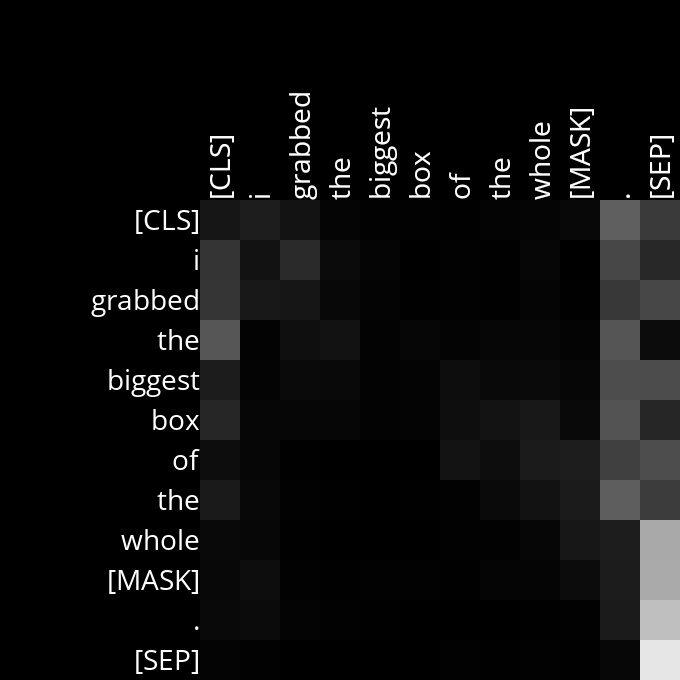 [CLS] i grabbed the biggest box of the whole [MASK] . [SEP]
[CLS]
i
grabbed
the
biggest
box
of
the
whole
[MASK]
.
[SEP]